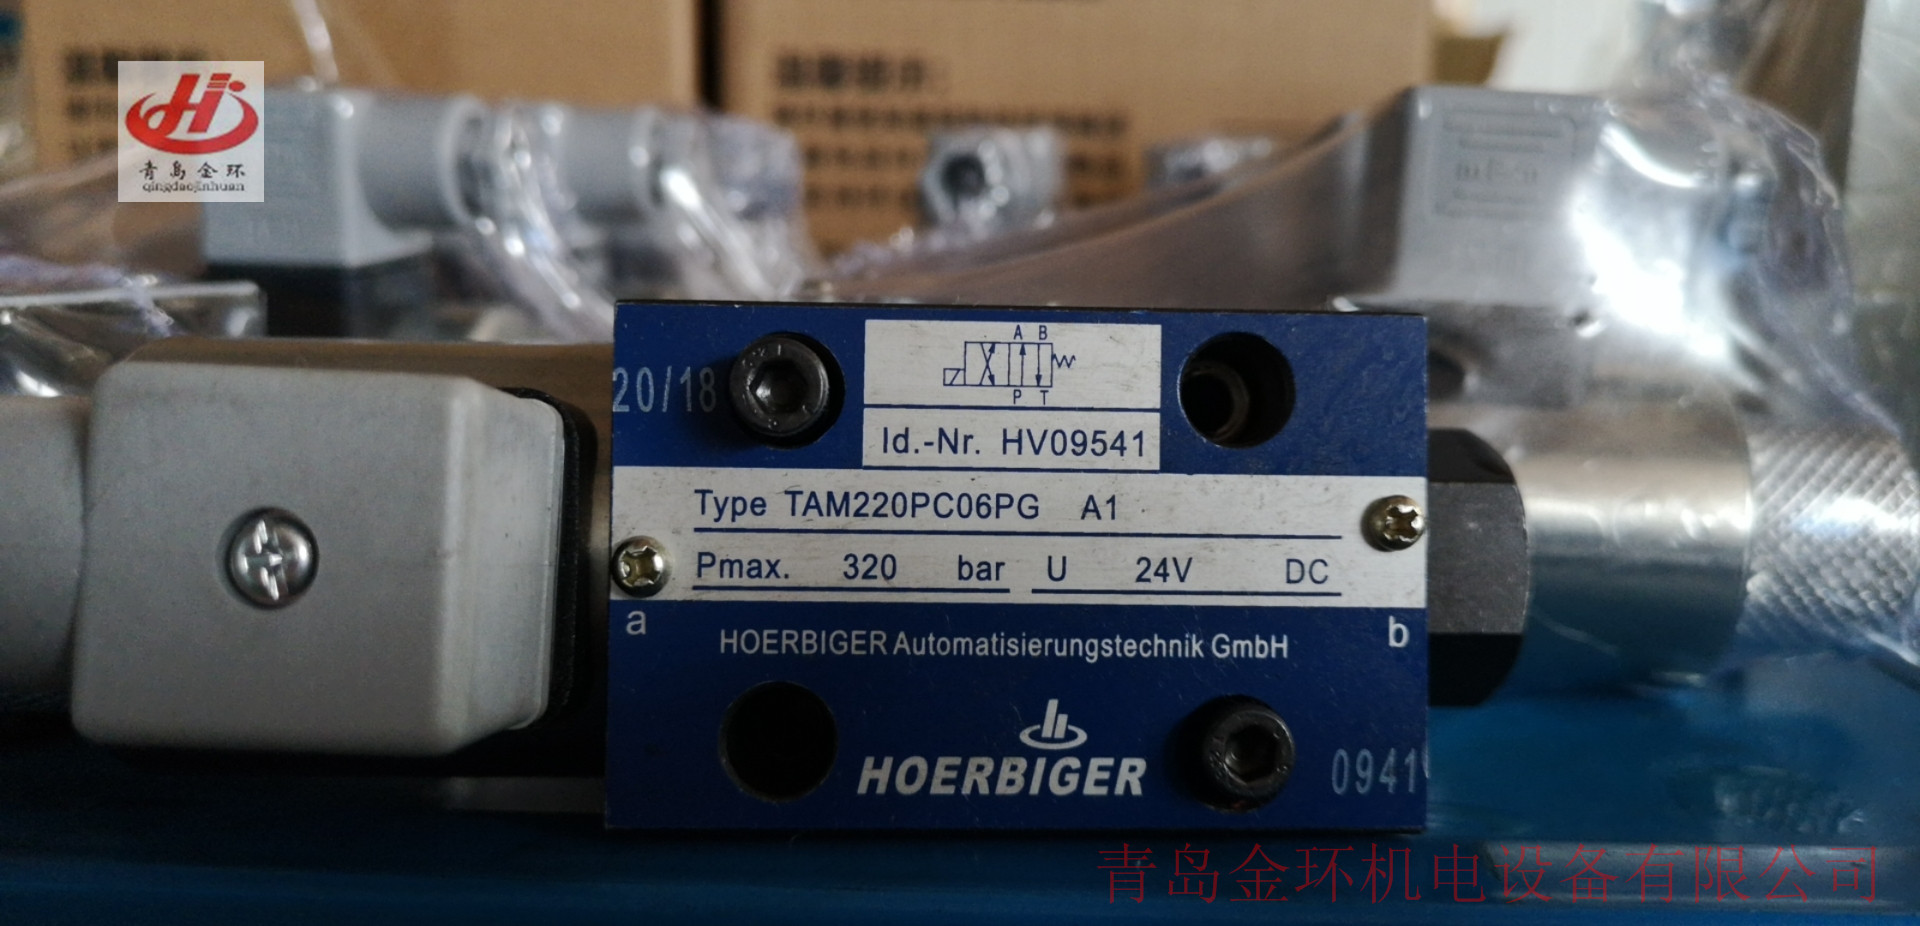 青岛金环
qingdaojinhuan
20/18
A B
P T
Id.-Nr. HV09541
Type TAM220PC06PG A1
Pmax. 320 bar U 24V DC
a
b
HOERBIGER Automatisierungstechnik GmbH
HOERBIGER
0941
青岛金环机电设备有限公司